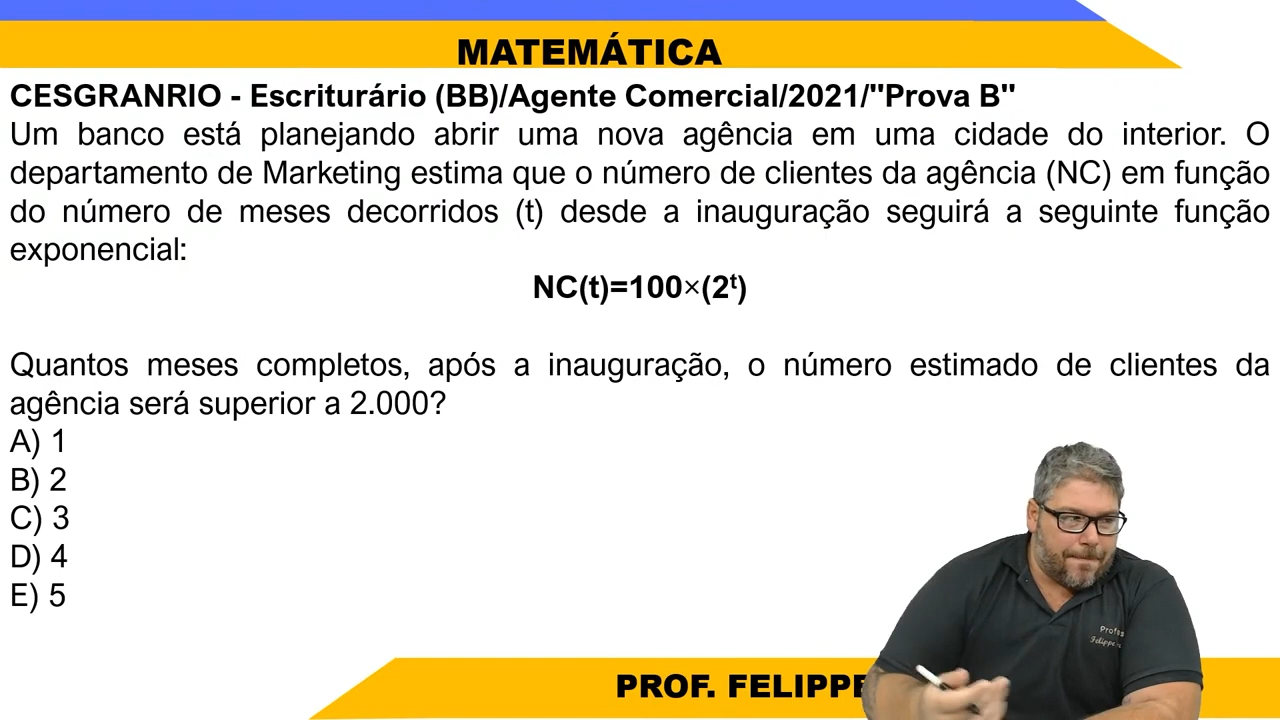 MATEMÁTICA
CESGRANRIO - Escriturário (BB)/Agente Comercial/2021/"Prova B"
Um banco está planejando abrir uma nova agência em uma cidade do interior. O
departamento de Marketing estima que o número de clientes da agência (NC) em função
do número de meses decorridos (t) desde a inauguração seguirá a seguinte função
exponencial:
NC(t)=100×(2ᵗ)
Quantos meses completos, após a inauguração, o número estimado de clientes da
agência será superior a 2.000?
A) 1
B) 2
C) 3
D) 4
E) 5
PROF. FELIPPE